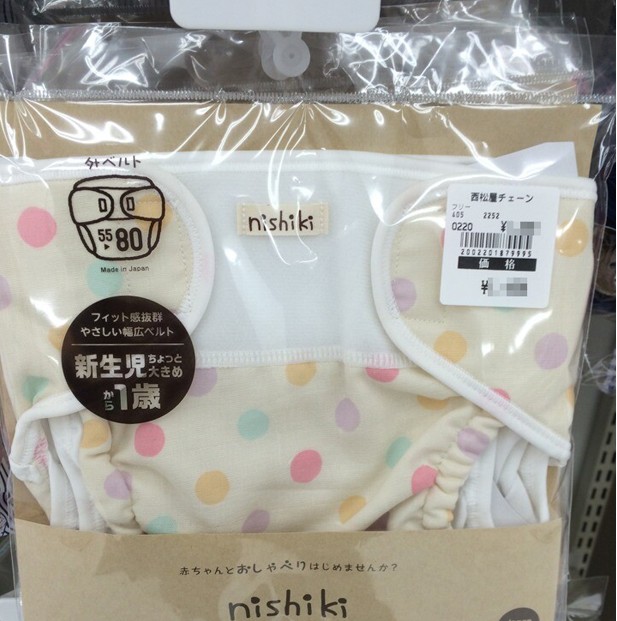 外ベルト
55▸80
Made in Japan
nishiki
西松屋チェーン
フリー
605 2252
0220 ¥
2002201879995
価格
¥
フィット感抜群
やさしい幅広ベルト
新生児ちょっと大きめ
から1歳
赤ちゃんとおしゃべりはじめませんか?
nishiki